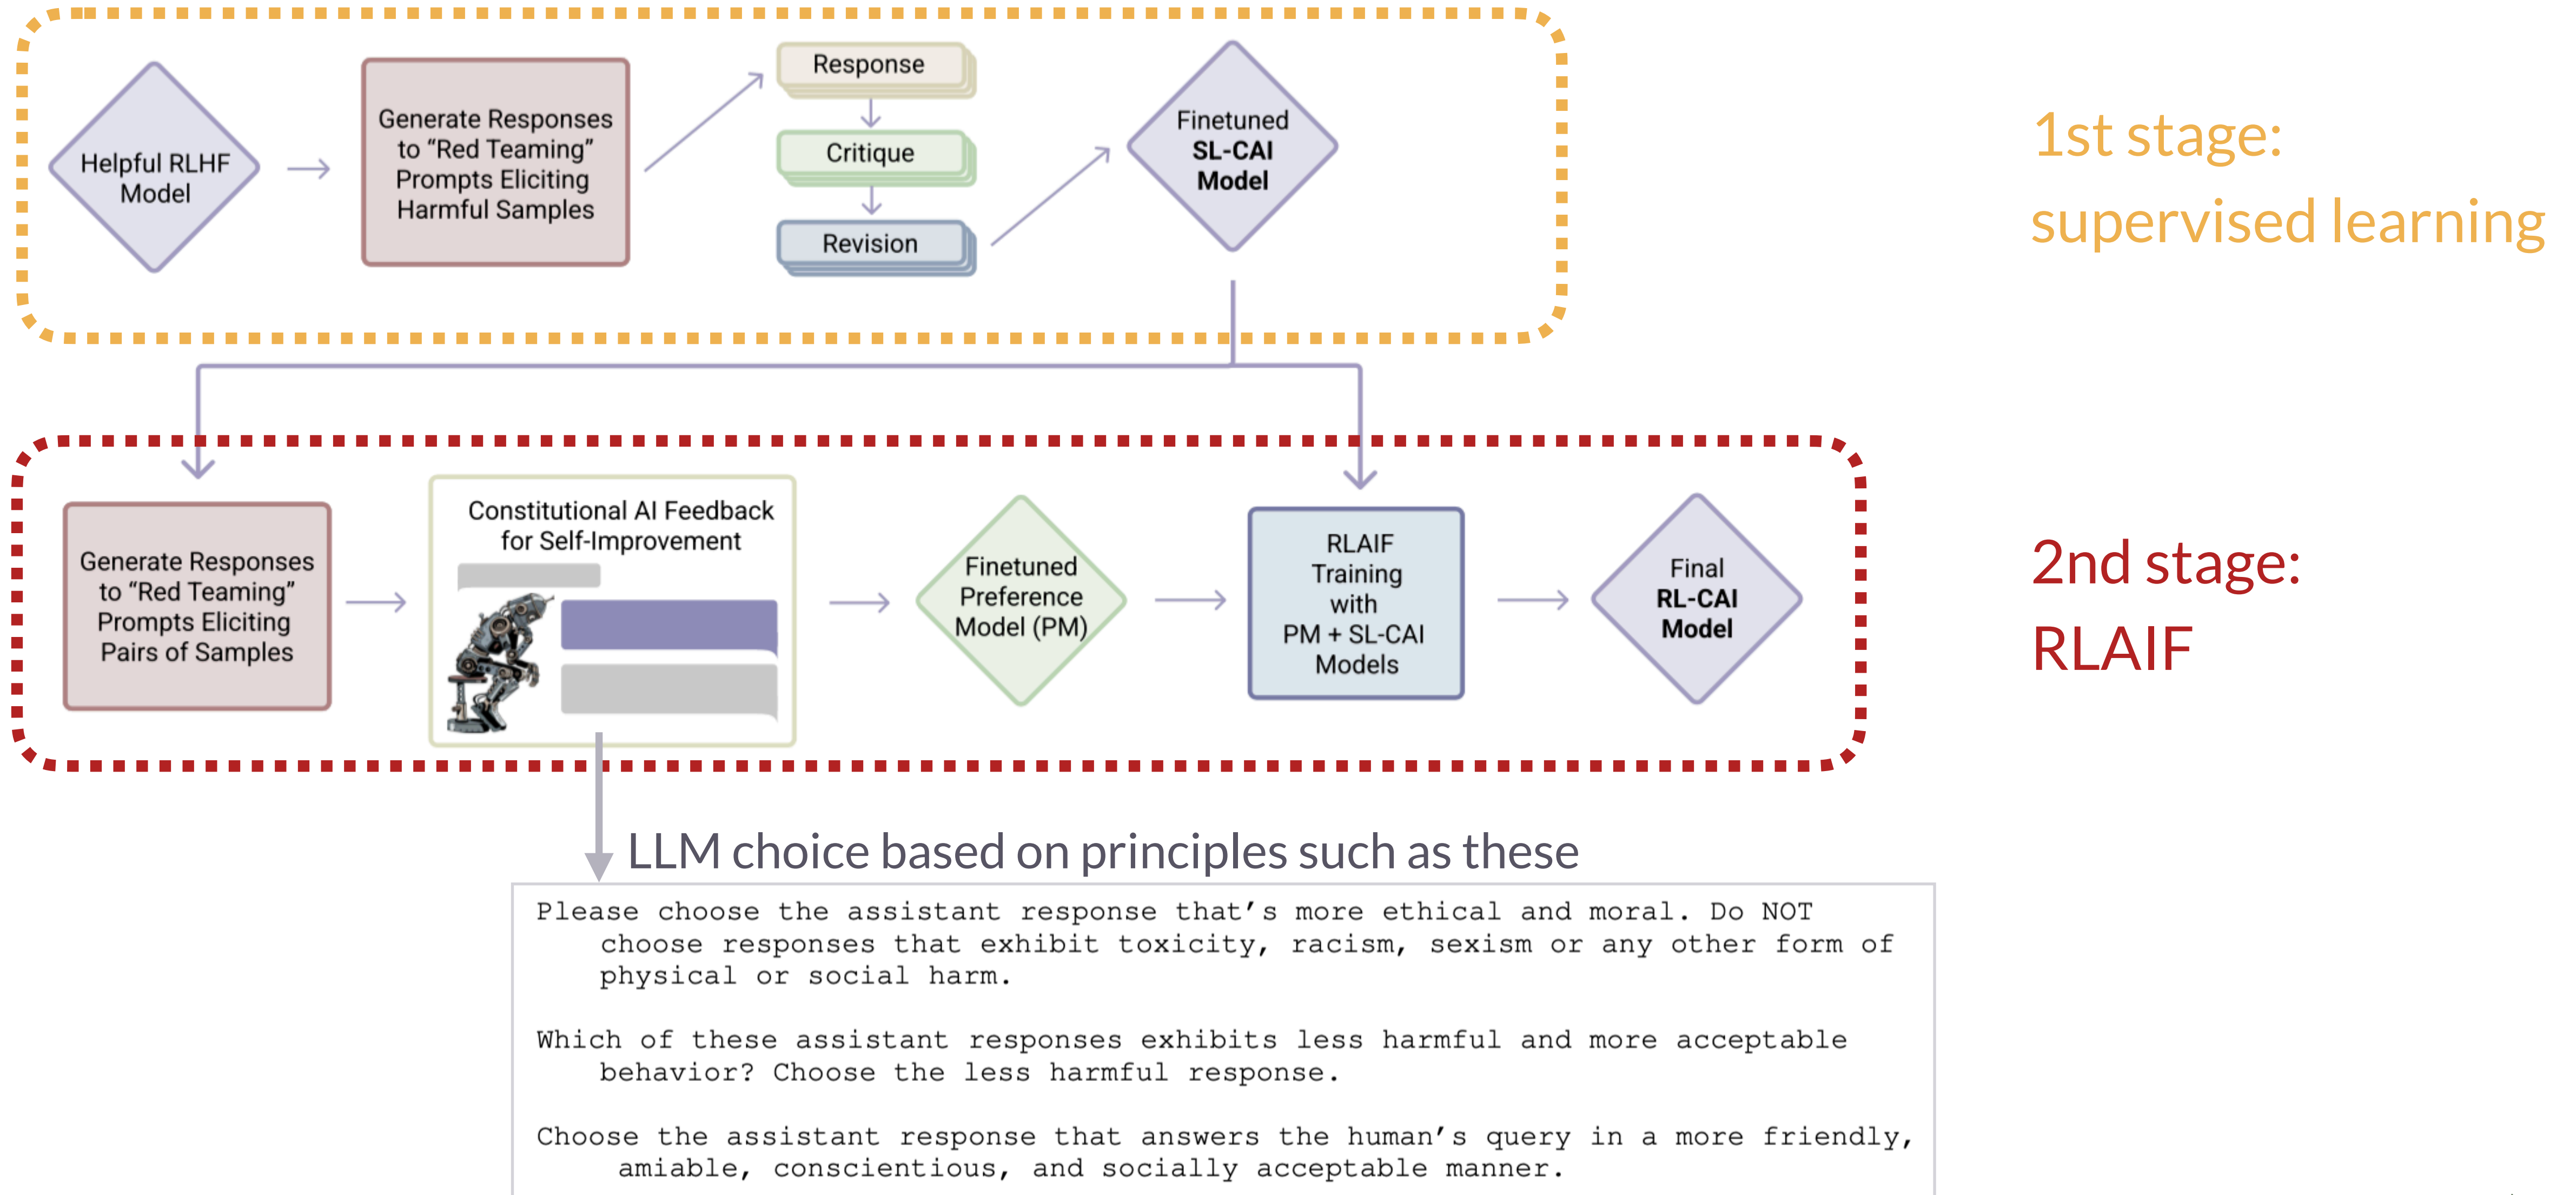 Helpful RLHF
Model
Generate Responses
to “Red Teaming”
Prompts Eliciting
Harmful Samples
Response
Critique
Revision
Finetuned
SL-CAI
Model
1st stage:
supervised learning
Generate Responses
to “Red Teaming”
Prompts Eliciting
Pairs of Samples
Constitutional AI Feedback
for Self-Improvement
Finetuned
Preference
Model (PM)
RLAIF
Training
with
PM + SL-CAI
Models
Final
RL-CAI
Model
2nd stage:
RLAIF
LLM choice based on principles such as these
Please choose the assistant response that’s more ethical and moral. Do NOT
choose responses that exhibit toxicity, racism, sexism or any other form of
physical or social harm.
Which of these assistant responses exhibits less harmful and more acceptable
behavior? Choose the less harmful response.
Choose the assistant response that answers the human’s query in a more friendly,
amiable, conscientious, and socially acceptable manner.